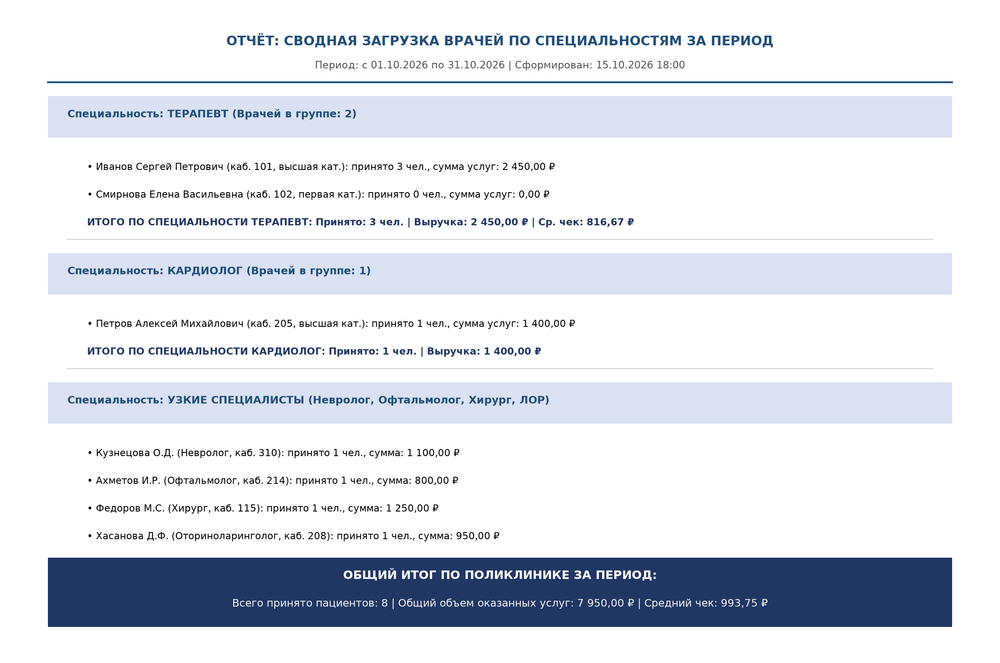 ОТЧЁТ: СВОДНАЯ ЗАГРУЗКА ВРАЧЕЙ ПО СПЕЦИАЛЬНОСТЯМ ЗА ПЕРИОД
Период: с 01.10.2026 по 31.10.2026 | Сформирован: 15.10.2026 18:00
Специальность: ТЕРАПЕВТ (Врачей в группе: 2)
• Иванов Сергей Петрович (каб. 101, высшая кат.): принято 3 чел., сумма услуг: 2 450,00 ₽
• Смирнова Елена Васильевна (каб. 102, первая кат.): принято 0 чел., сумма услуг: 0,00 ₽
ИТОГО ПО СПЕЦИАЛЬНОСТИ ТЕРАПЕВТ: Принято: 3 чел. | Выручка: 2 450,00 ₽ | Ср. чек: 816,67 ₽
Специальность: КАРДИОЛОГ (Врачей в группе: 1)
• Петров Алексей Михайлович (каб. 205, высшая кат.): принято 1 чел., сумма услуг: 1 400,00 ₽
ИТОГО ПО СПЕЦИАЛЬНОСТИ КАРДИОЛОГ: Принято: 1 чел. | Выручка: 1 400,00 ₽
Специальность: УЗКИЕ СПЕЦИАЛИСТЫ (Невролог, Офтальмолог, Хирург, ЛОР)
• Кузнецова О.Д. (Невролог, каб. 310): принято 1 чел., сумма: 1 100,00 ₽
• Ахметов И.Р. (Офтальмолог, каб. 214): принято 1 чел., сумма: 800,00 ₽
• Федоров М.С. (Хирург, каб. 115): принято 1 чел., сумма: 1 250,00 ₽
• Хасанова Д.Ф. (Оториноларинголог, каб. 208): принято 1 чел., сумма: 950,00 ₽
ОБЩИЙ ИТОГ ПО ПОЛИКЛИНИКЕ ЗА ПЕРИОД:
Всего принято пациентов: 8 | Общий объем оказанных услуг: 7 950,00 ₽ | Средний чек: 993,75 ₽